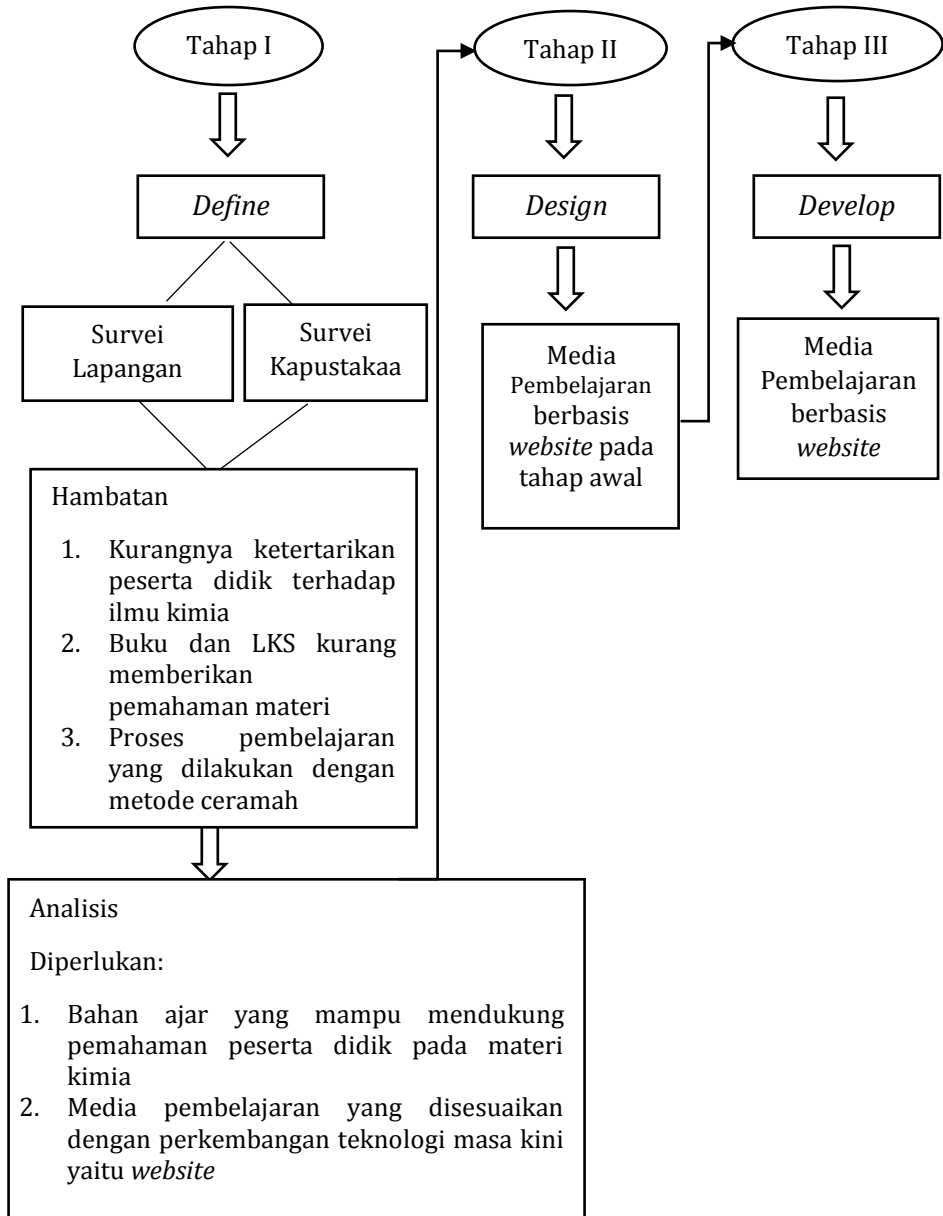 Tahap I
Define
Survei
Lapangan
Survei
Kapustakaa
Hambatan
1. Kurangnya ketertarikan
peserta didik terhadap
ilmu kimia
2. Buku dan LKS kurang
memberikan
pemahaman materi
3. Proses pembelajaran
yang dilakukan dengan
metode ceramah
Analisis
Diperlukan:
1. Bahan ajar yang mampu mendukung
pemahaman peserta didik pada materi
kimia
2. Media pembelajaran yang disesuaikan
dengan perkembangan teknologi masa kini
yaitu website
Tahap II
Design
Media
Pembelajaran
berbasis
website pada
tahap awal
Tahap III
Develop
Media
Pembelajaran
berbasis
website